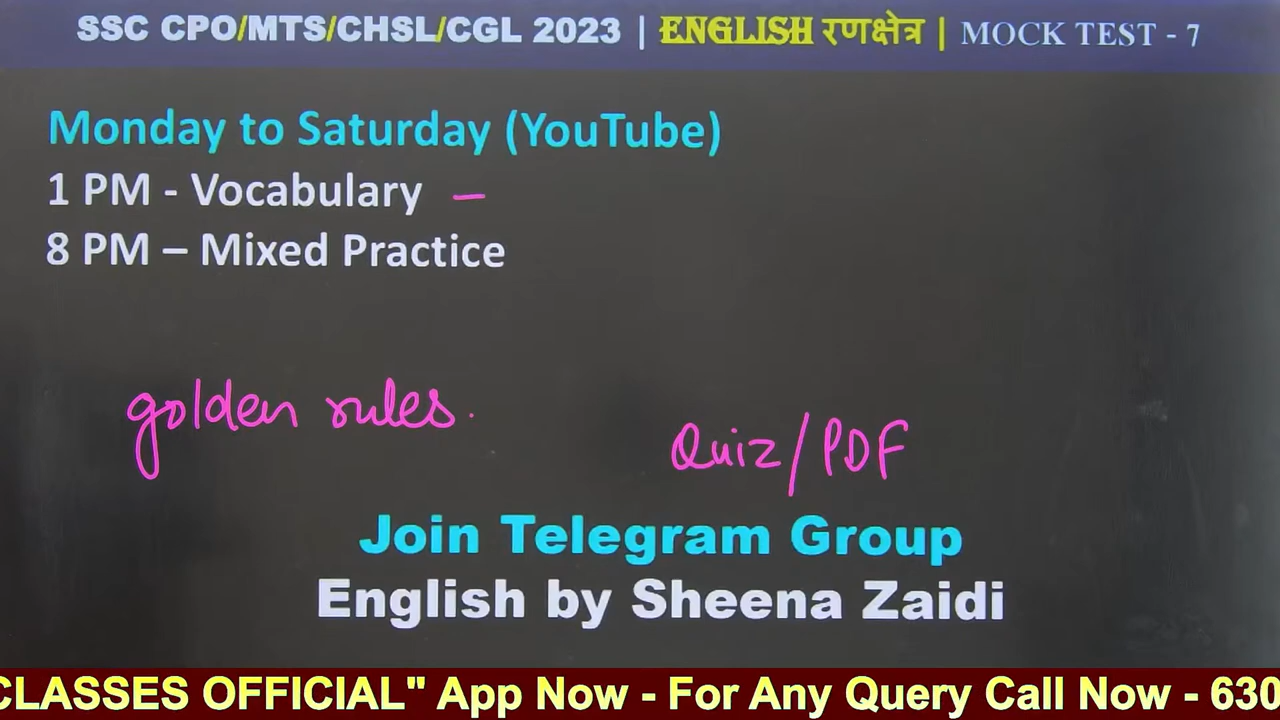 SSC CPO/MTS/CHSL/CGL 2023 | ENGLISH रणक्षेत्र | MOCK TEST - 7
Monday to Saturday (YouTube)
1 PM - Vocabulary –
8 PM – Mixed Practice
golden rules.
Quiz/PDF
Join Telegram Group
English by Sheena Zaidi
CLASSES OFFICIAL" App Now - For Any Query Call Now - 630